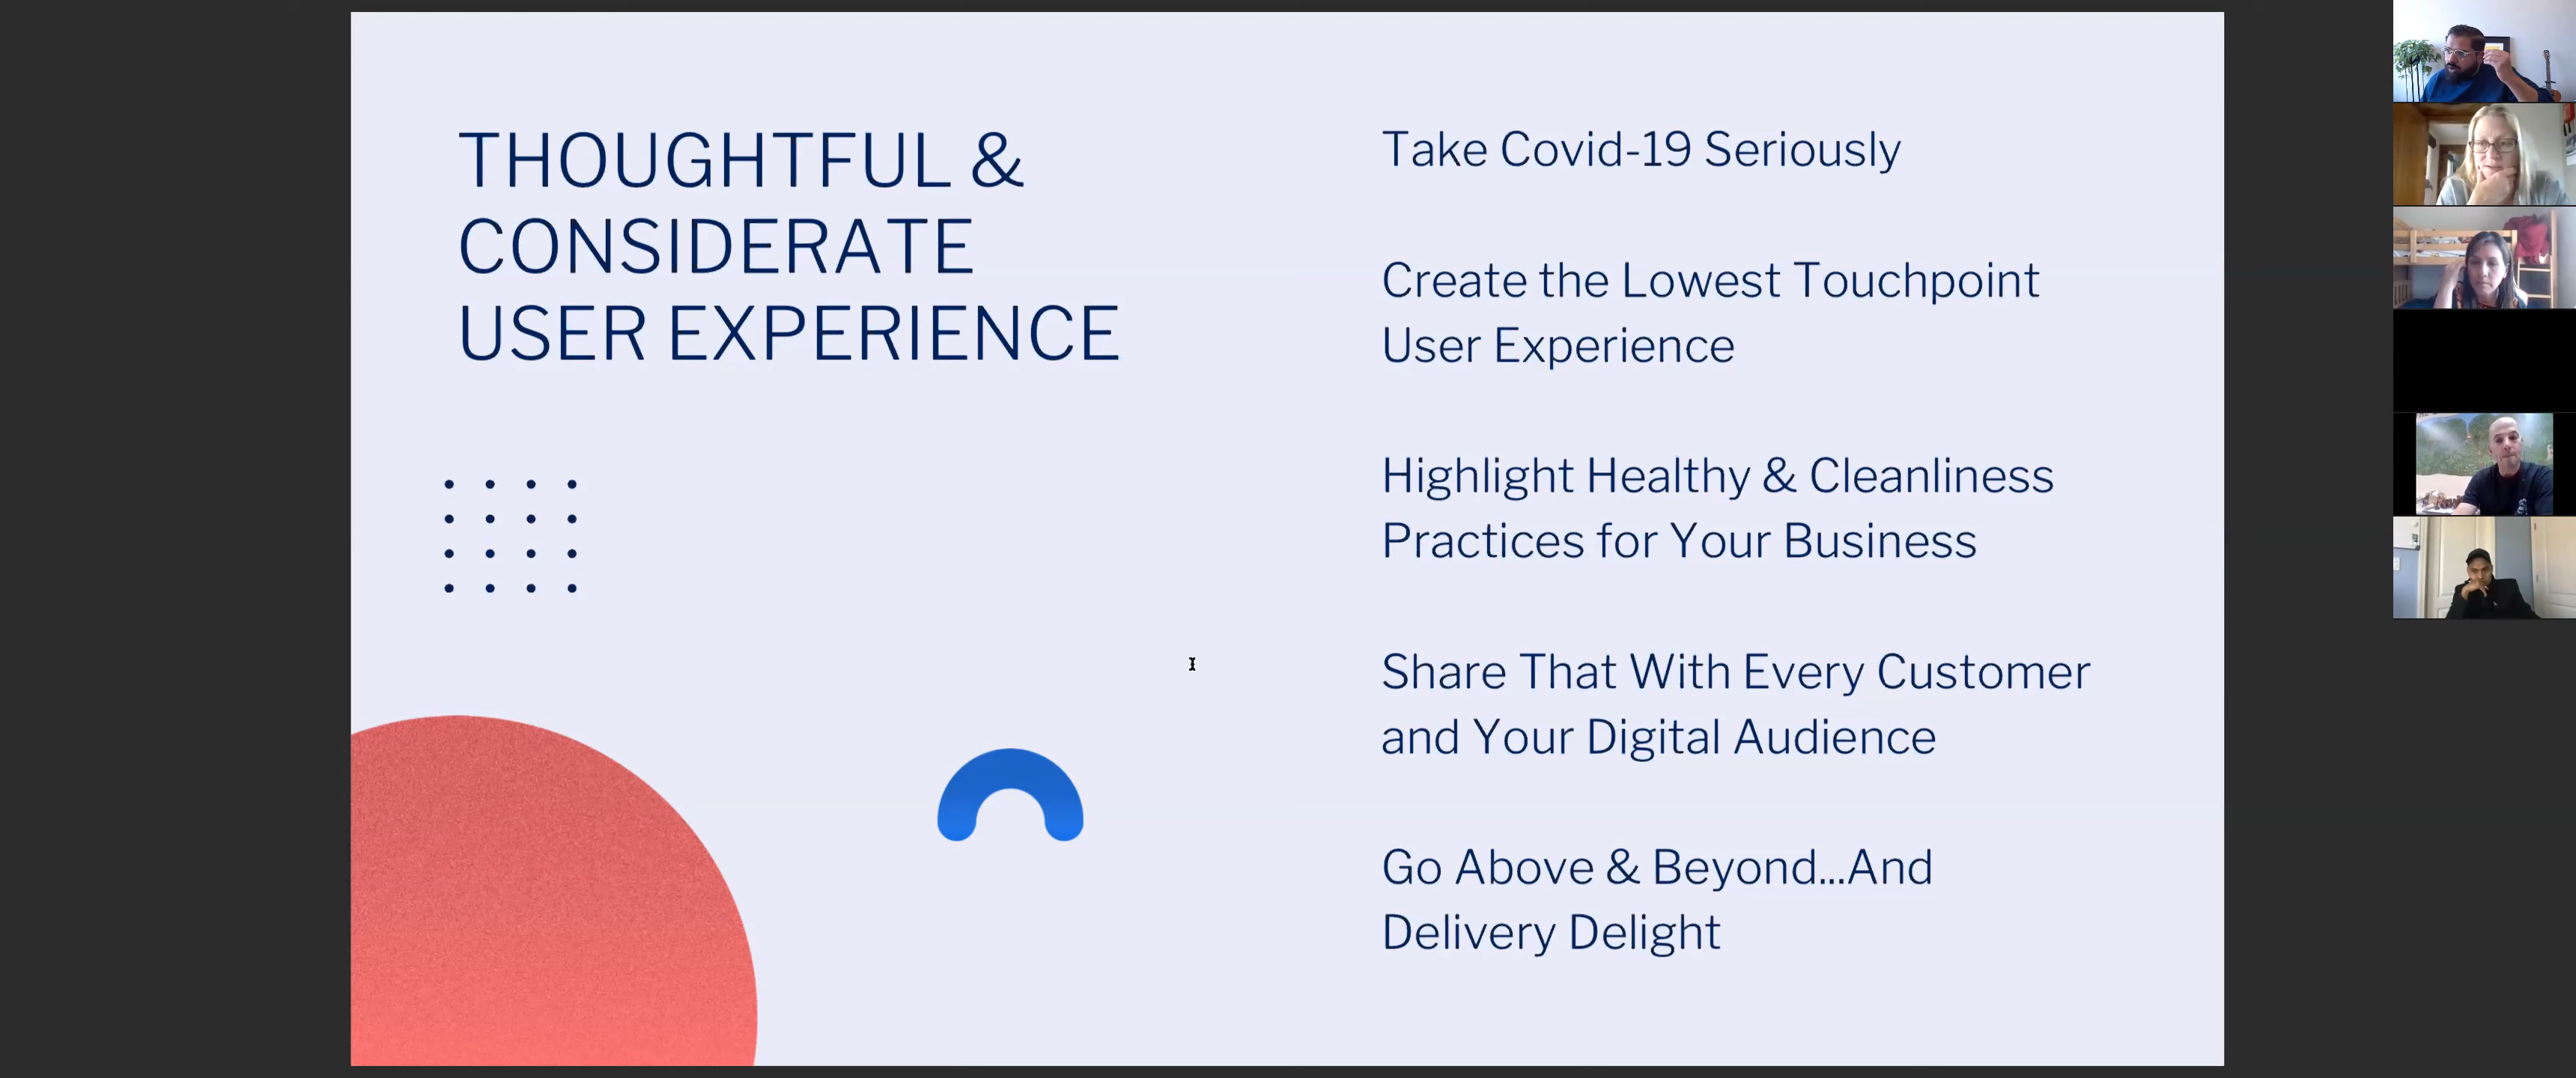 THOUGHTFUL &
CONSIDERATE
USER EXPERIENCE
Take Covid-19 Seriously
Create the Lowest Touchpoint
User Experience
Highlight Healthy & Cleanliness
Practices for Your Business
Share That With Every Customer
and Your Digital Audience
Go Above & Beyond...And
Delivery Delight